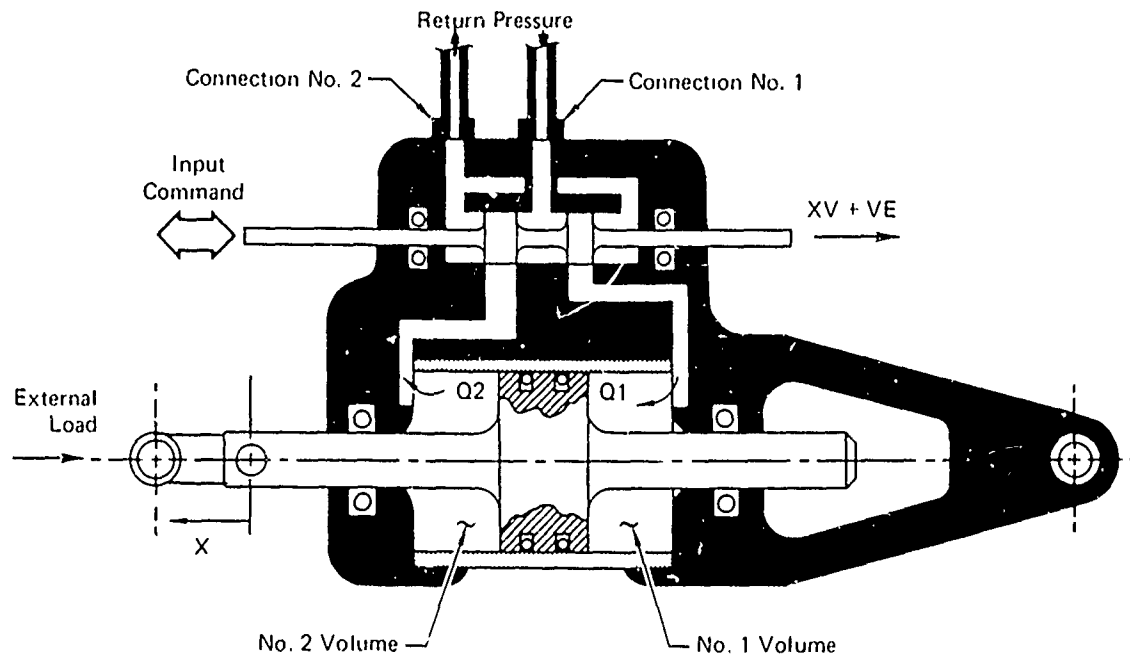 Return Pressure
Connection No. 2
Connection No. 1
Input
Command
XV + VE
Q2
Q1
External
Load
X
No. 2 Volume
No. 1 Volume